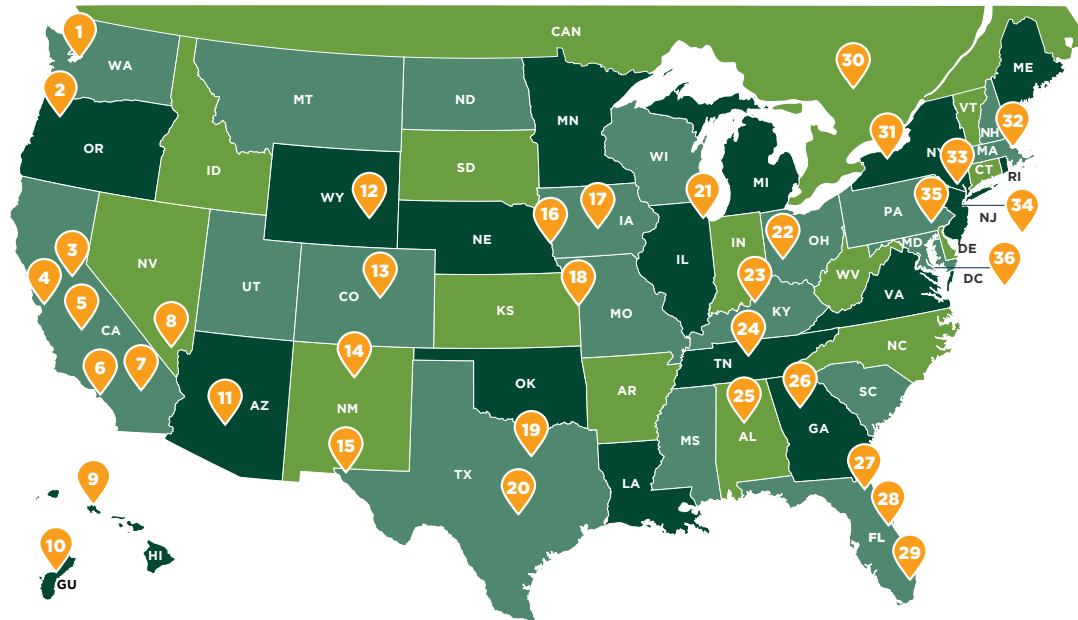 CAN
1
WA
2
MT
ND
MN
30
ME
VT
NH
32
31
MA
NY
33
CT
RI
OR
ID
SD
WI
MI
WY
12
21
16
17
IA
35
PA
34
NJ
NE
22
OH
IN
MD
DE
36
DC
3
4
NV
UT
13
CO
18
IL
23
WV
VA
5
CA
8
KS
MO
KY
24
6
7
14
TN
NC
11
AZ
NM
OK
AR
25
26
SC
15
19
MS
AL
GA
TX
20
LA
27
28
FL
29
9
10
HI
GU